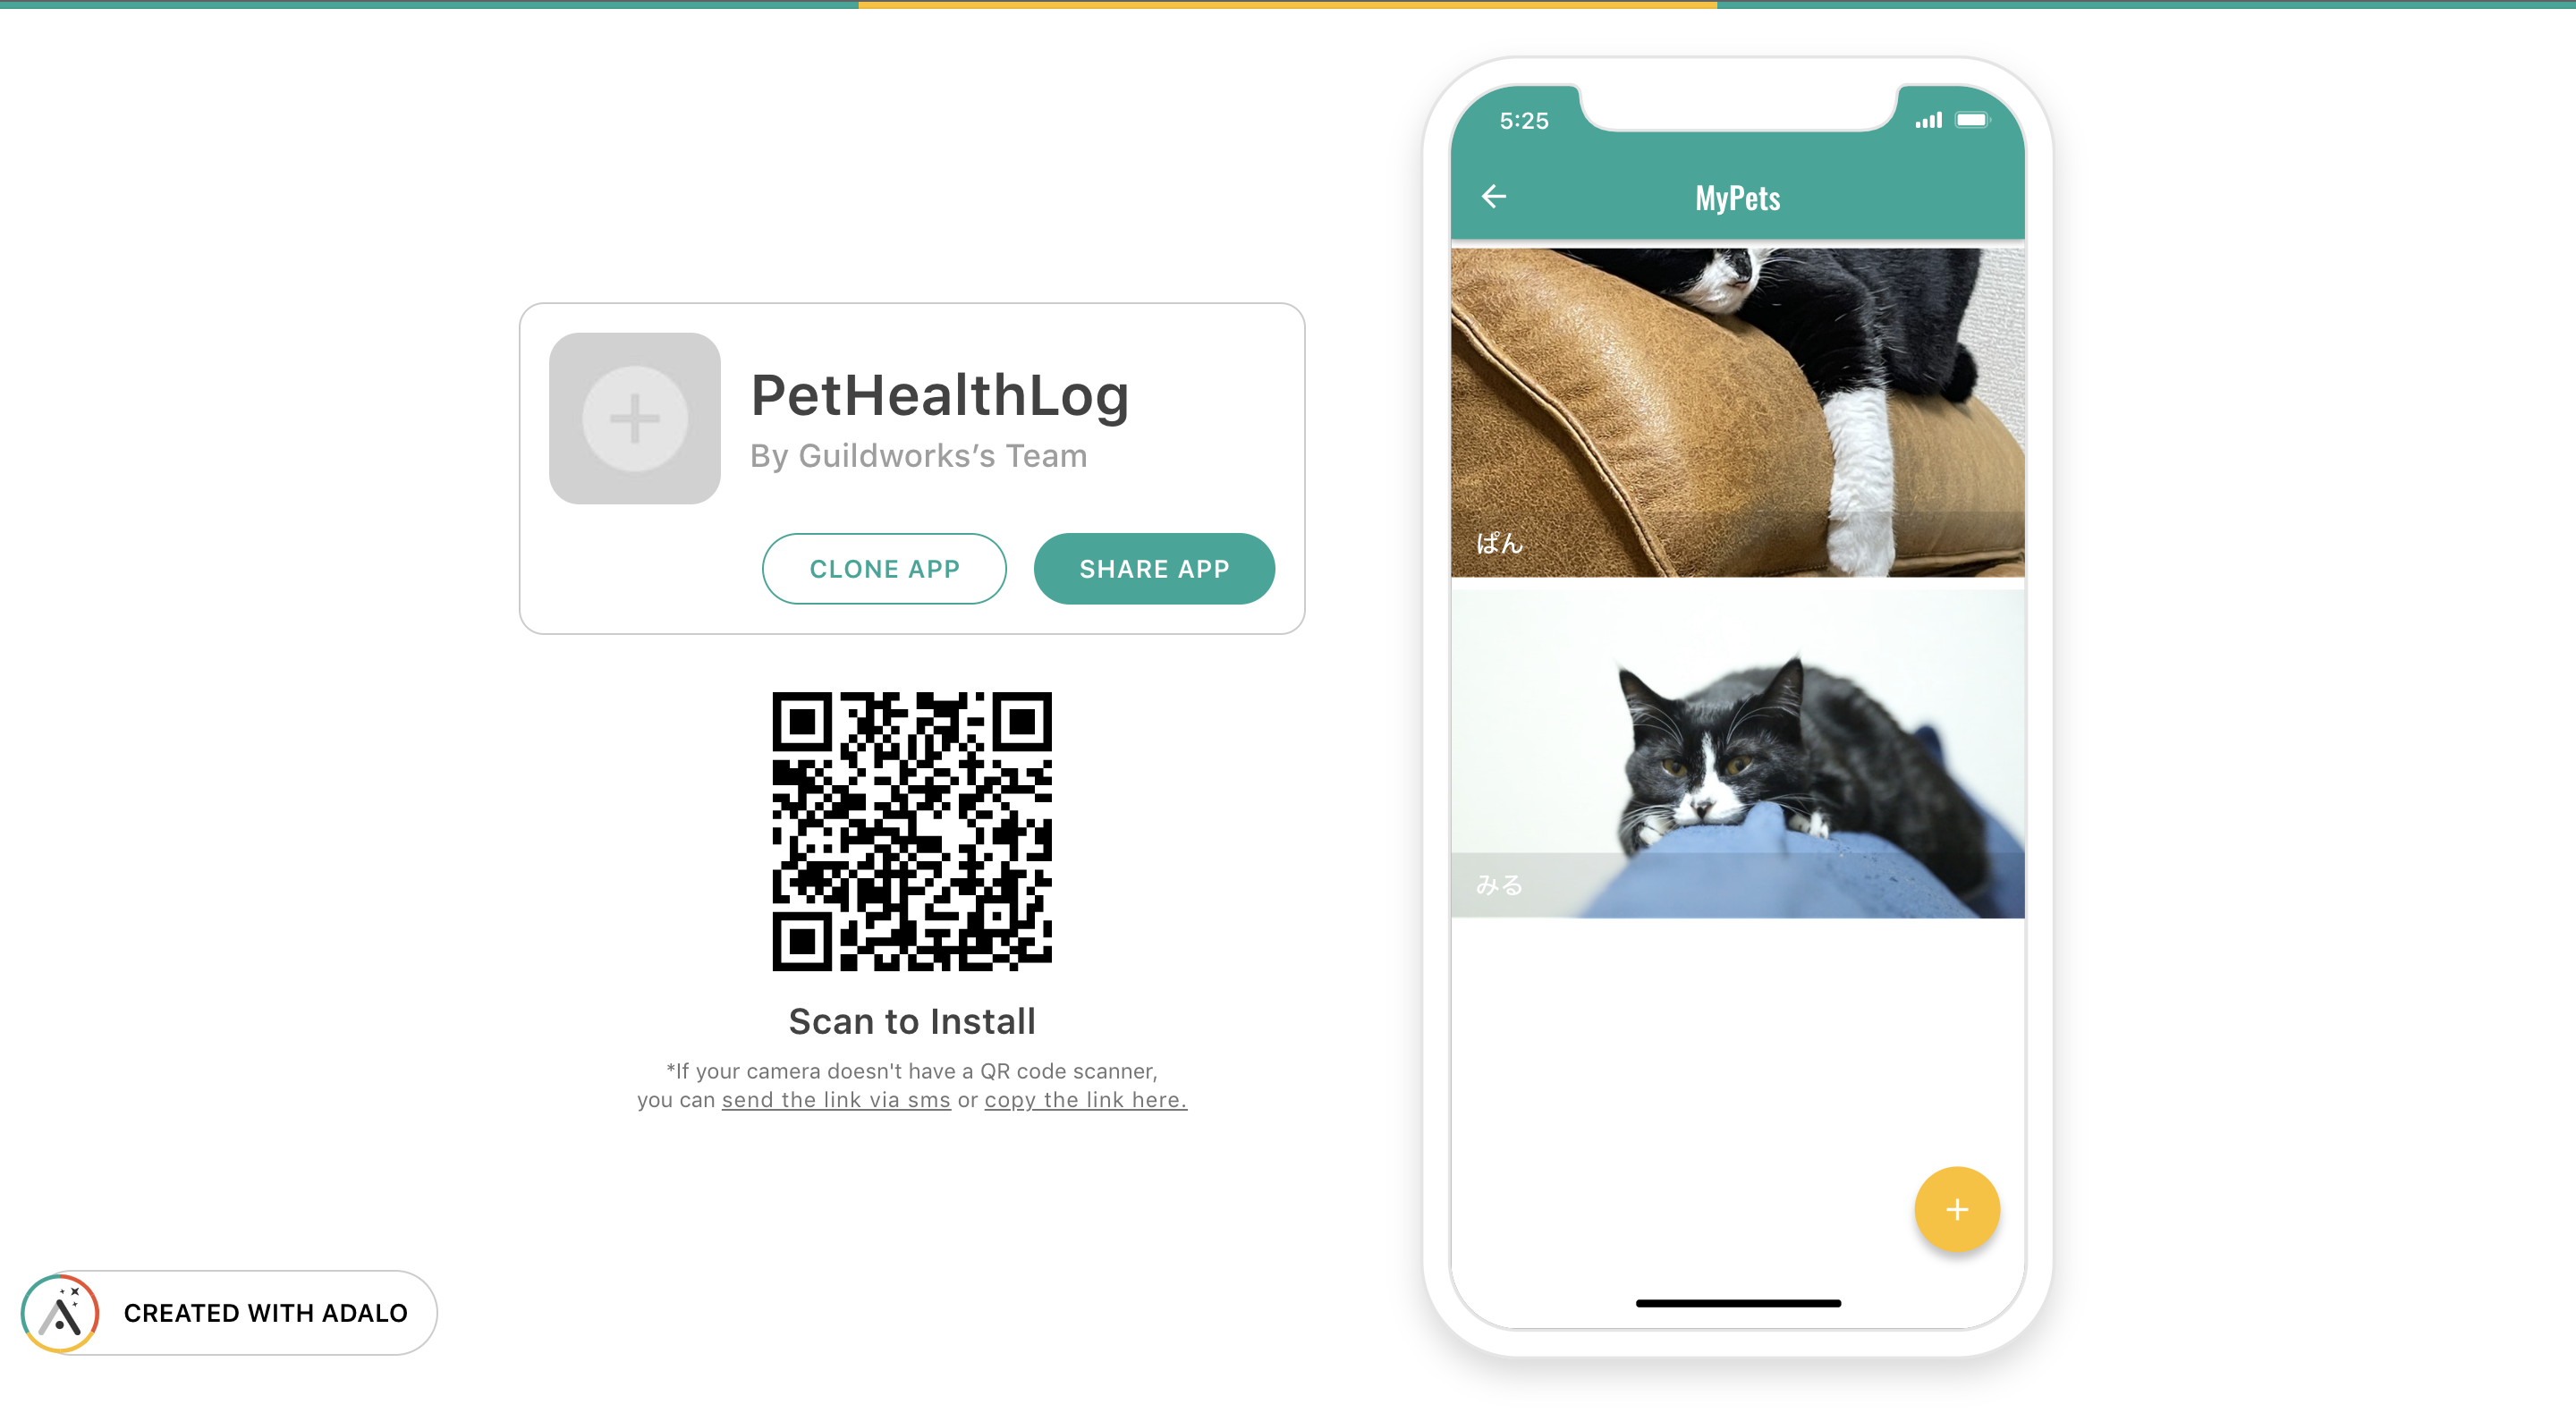 PetHealthLog
By Guildworks’s Team
CLONE APP
SHARE APP
Scan to Install
*If your camera doesn't have a QR code scanner,
you can send the link via sms or copy the link here.
CREATED WITH ADALO
5:25
MyPets
ぱん
みる